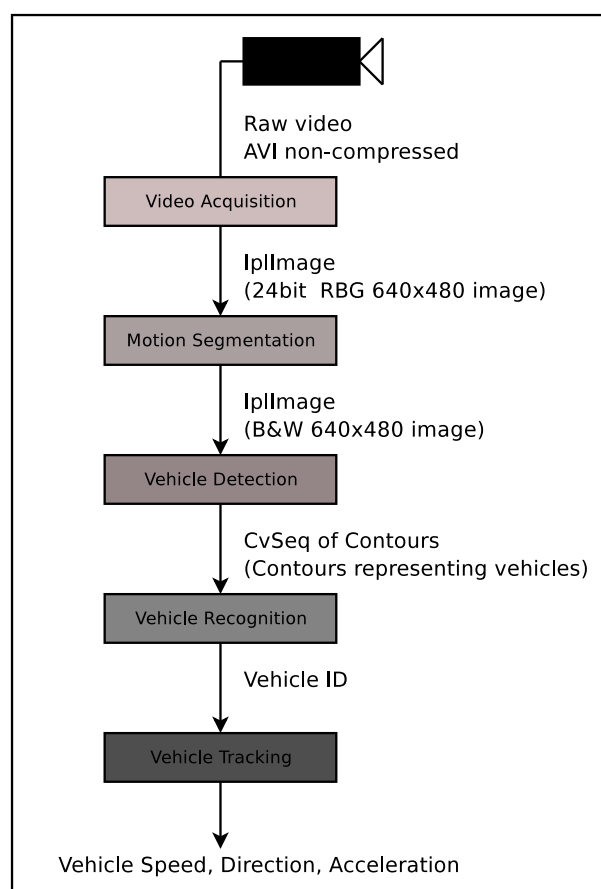 Raw video
AVI non-compressed
Video Acquisition
IplImage
(24bit  RBG 640x480 image)
Motion Segmentation
IplImage
(B&W 640x480 image)
Vehicle Detection
CvSeq of Contours
(Contours representing vehicles)
Vehicle Recognition
Vehicle ID
Vehicle Tracking
Vehicle Speed, Direction, Acceleration